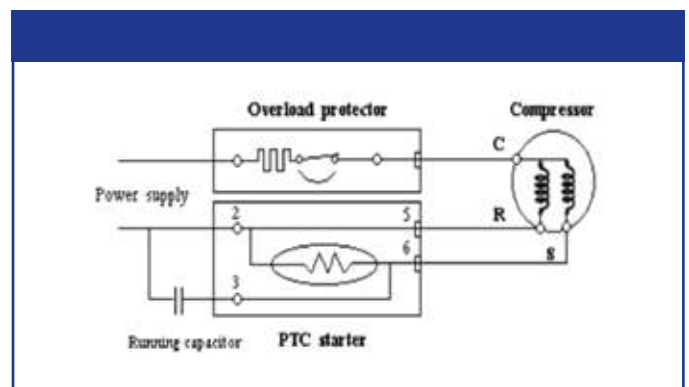 Overload protector
Compressor
C
Power supply
2
5
R
6
S
3
Running capacitor
PTC starter